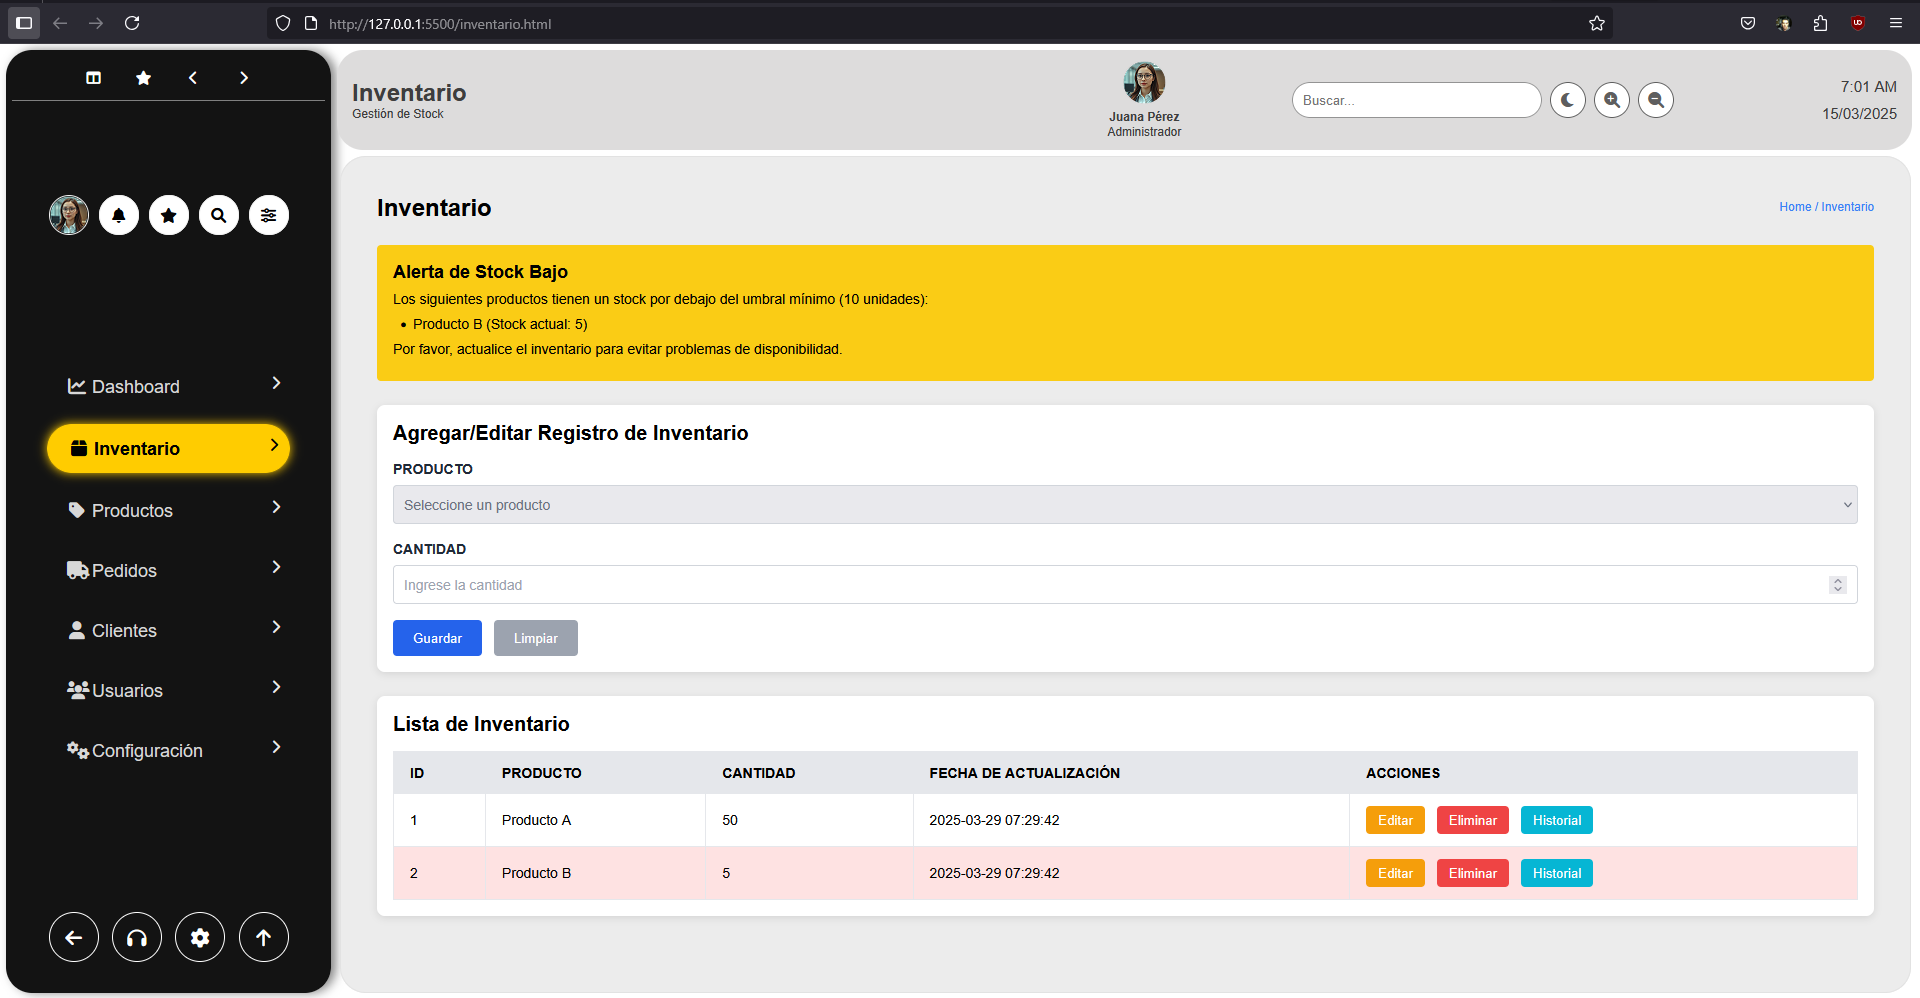 http://127.0.0.1:5500/inventario.html
Inventario
Gestión de Stock
Juana Pérez
Administrador
Buscar...
7:01 AM
15/03/2025
Dashboard
Inventario
Productos
Pedidos
Clientes
Usuarios
Configuración
Inventario
Home / Inventario
Alerta de Stock Bajo
Los siguientes productos tienen un stock por debajo del umbral mínimo (10 unidades):
• Producto B (Stock actual: 5)
Por favor, actualice el inventario para evitar problemas de disponibilidad.
Agregar/Editar Registro de Inventario
PRODUCTO
Seleccione un producto
CANTIDAD
Ingrese la cantidad
Guardar Limpiar
Lista de Inventario
ID PRODUCTO CANTIDAD FECHA DE ACTUALIZACIÓN ACCIONES
1 Producto A 50 2025-03-29 07:29:42 Editar Eliminar Historial
2 Producto B 5 2025-03-29 07:29:42 Editar Eliminar Historial